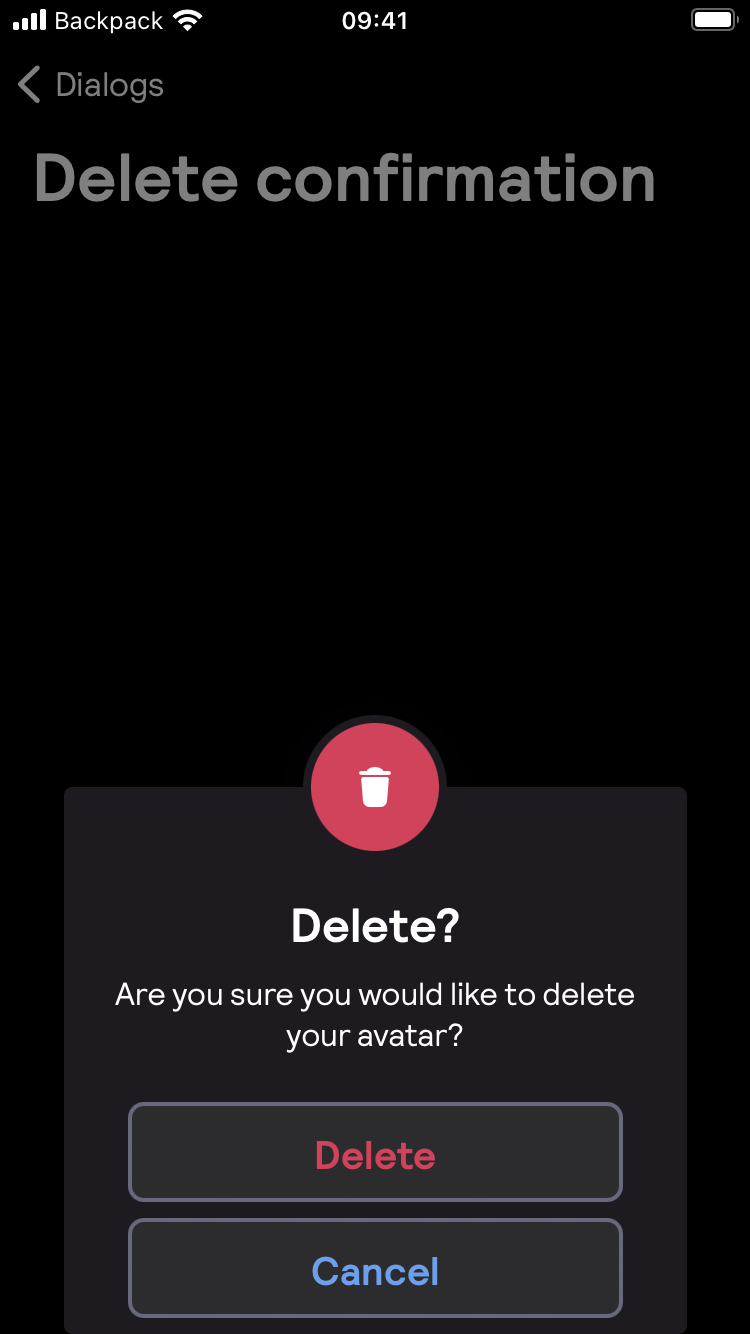 Backpack 09:41
Dialogs
Delete confirmation
Delete?
Are you sure you would like to delete
your avatar?
Delete
Cancel